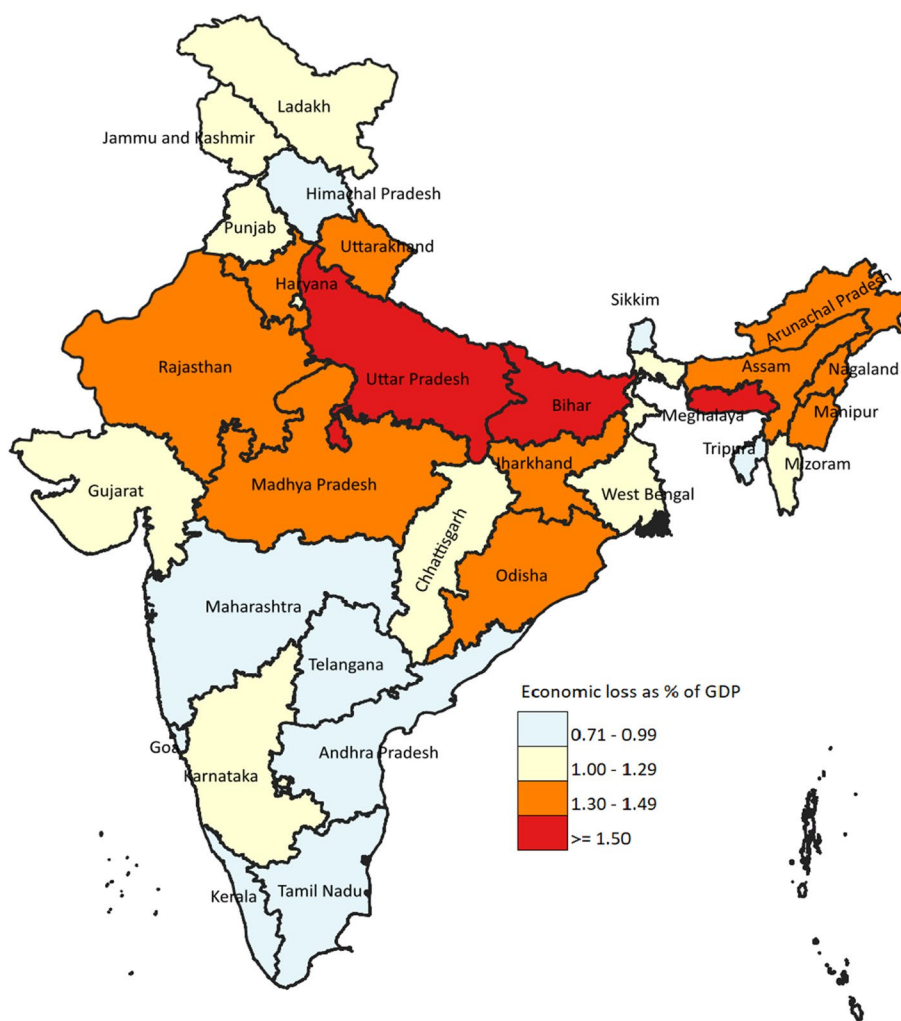 Ladakh
Jammu and Kashmir
Himachal Pradesh
Punjab
Uttarakhand
Haryana
Sikkim
Arunachal Pradesh
Rajasthan
Uttar Pradesh
Assam
Nagaland
Bihar
Meghalaya
Manipur
Tripura
Mizoram
Jharkhand
Gujarat
Madhya Pradesh
West Bengal
Chhattisgarh
Odisha
Maharashtra
Telangana
Goa
Karnataka
Andhra Pradesh
Kerala
Tamil Nadu
Economic loss as % of GDP
0.71 - 0.99
1.00 - 1.29
1.30 - 1.49
>= 1.50